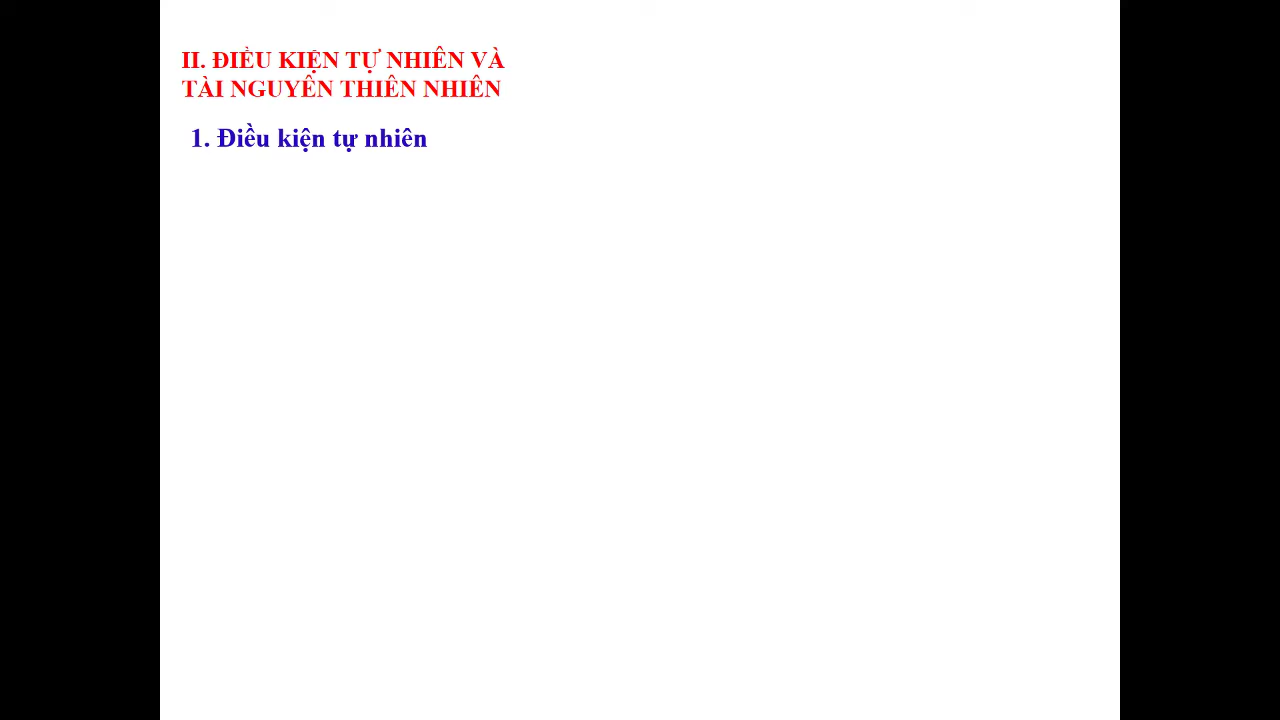 II. ĐIỀU KIỆN TỰ NHIÊN VÀ
TÀI NGUYÊN THIÊN NHIÊN
1. Điều kiện tự nhiên